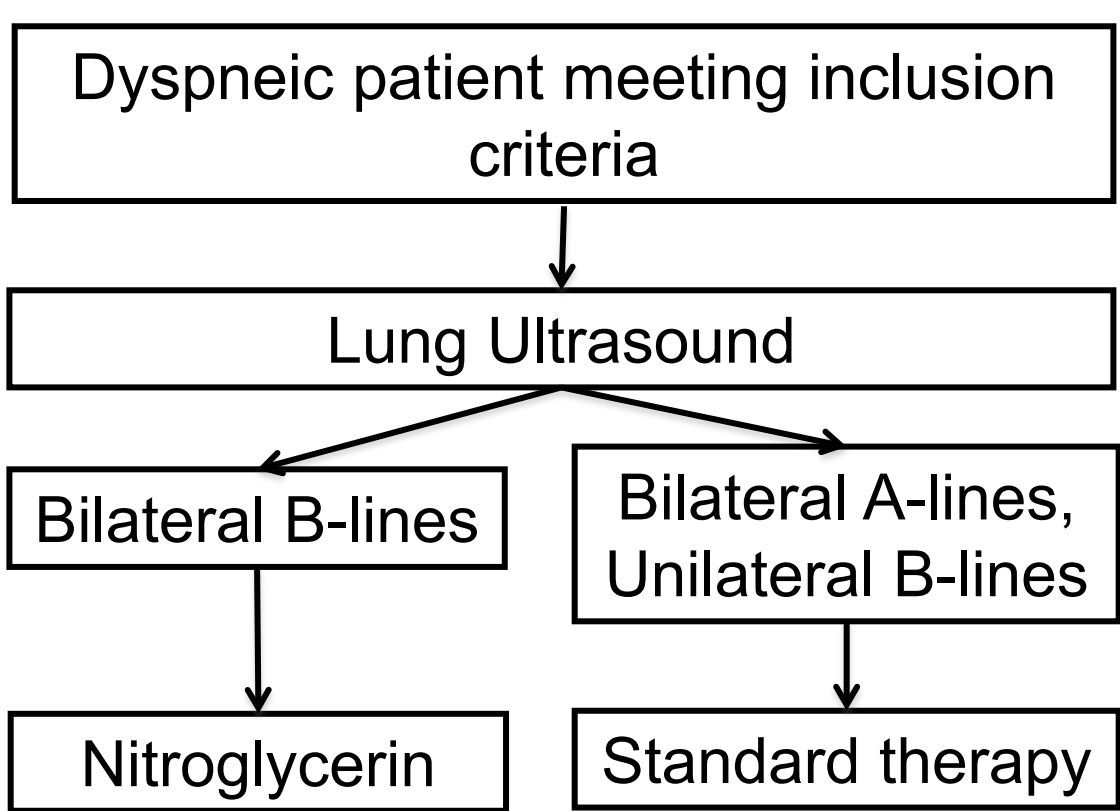 Dyspneic patient meeting inclusion
criteria
Lung Ultrasound
Bilateral B-lines
Bilateral A-lines,
Unilateral B-lines
Nitroglycerin
Standard therapy